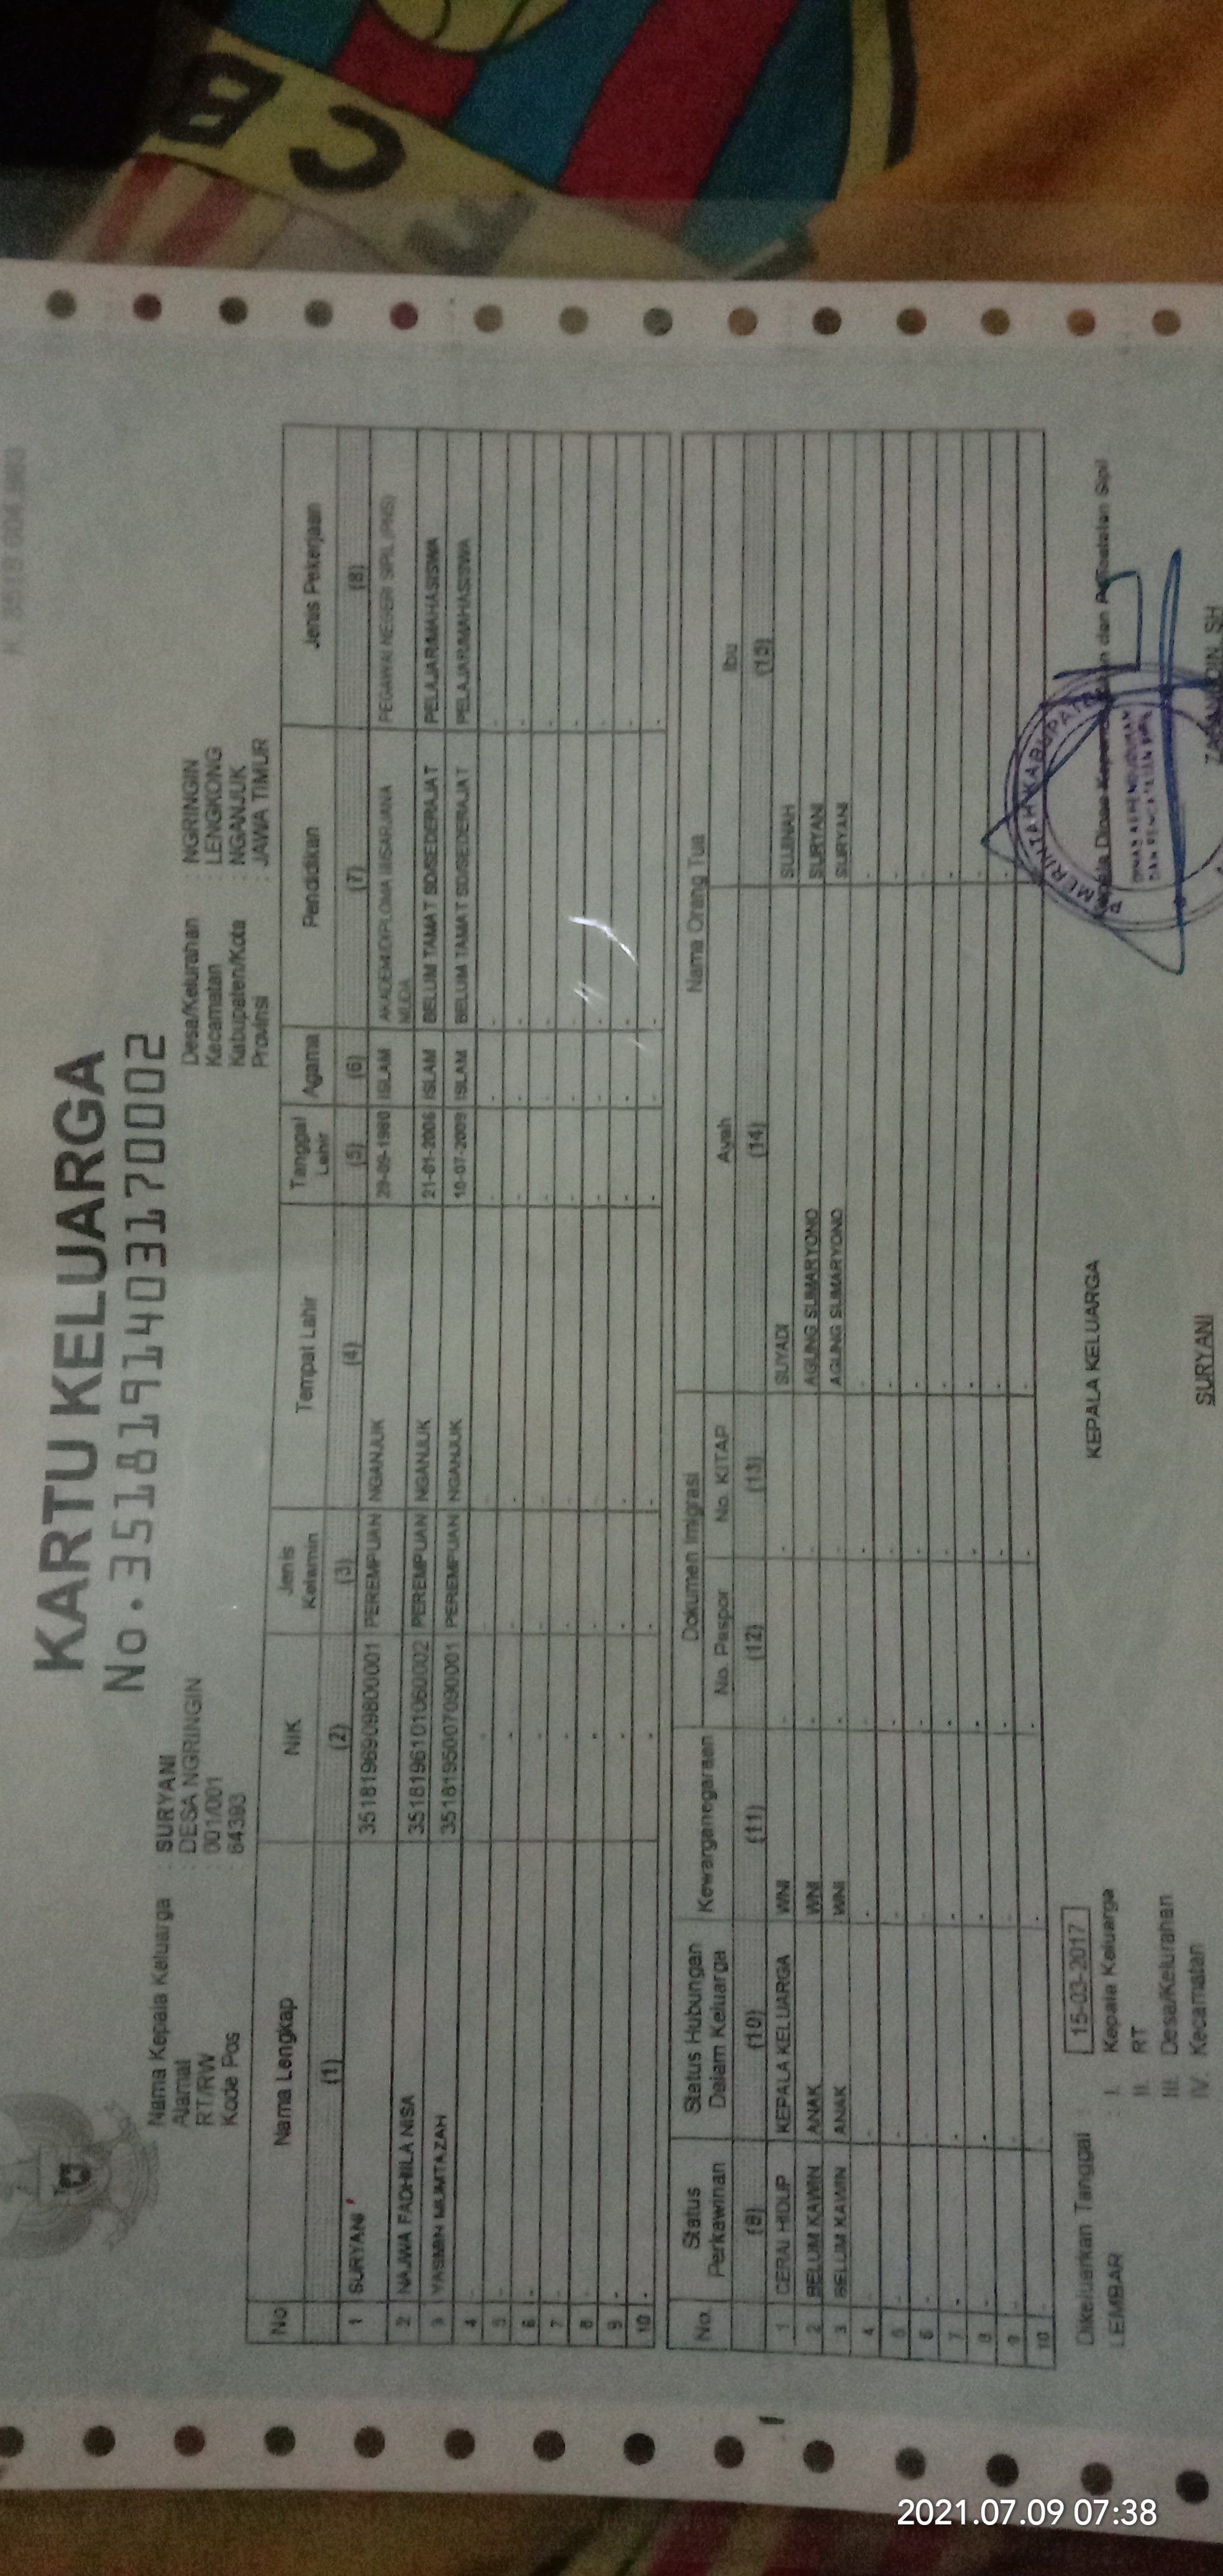 KARTU KELUARGA
No. 3518191403170002
Nama Kepala Keluarga : SURYANI
Alamat : DESA NGRINGIN
RT/RW : 001/001
Kode Pos : 64393
Desa/Kelurahan : NGRINGIN
Kecamatan : LENGKONG
Kabupaten/Kota : NGANJUK
Provinsi : JAWA TIMUR
No Nama Lengkap NIK Jenis Kelamin Tempat Lahir Tanggal Lahir Agama Pendidikan Jenis Pekerjaan
(1) (2) (3) (4) (5) (6) (7) (8)
1 SURYANI 3518196909800001 PEREMPUAN NGANJUK 29-09-1980 ISLAM AKADEMI/DIPLOMA III/SARJANA MUDA PEGAWAI NEGERI SIPIL (PNS)
2 NAJWA FADHILA NISA 3518196101060002 PEREMPUAN NGANJUK 21-01-2006 ISLAM BELUM TAMAT SD/SEDERAJAT PELAJAR/MAHASISWA
3 YASMIN MUMTAZAH 3518195007090001 PEREMPUAN NGANJUK 10-07-2009 ISLAM BELUM TAMAT SD/SEDERAJAT PELAJAR/MAHASISWA
4
5
6
7
8
9
10
No. Status Perkawinan Status Hubungan Dalam Keluarga Kewarganegaraan Dokumen Imigrasi Nama Orang Tua
No. Paspor No. KITAP Ayah Ibu
(9) (10) (11) (12) (13) (14) (15)
1 CERAI HIDUP KEPALA KELUARGA WNI - - SUYADI SUJINAH
2 BELUM KAWIN ANAK WNI - - AGUNG SUMARYONO SURYANI
3 BELUM KAWIN ANAK WNI - - AGUNG SUMARYONO SURYANI
4
5
6
7
8
9
10
Dikeluarkan Tanggal : 15-03-2017
LEMBAR : I. Kepala Keluarga
II. RT
III. Desa/Kelurahan
IV. Kecamatan
KEPALA KELUARGA
SURYANI
Kepala Dinas Kependudukan dan Pencatatan Sipil
PEMERINTAH KABUPATEN
DINAS KEPENDUDUKAN
DAN PENCATATAN SIPIL
SH
2021.07.09 07:38